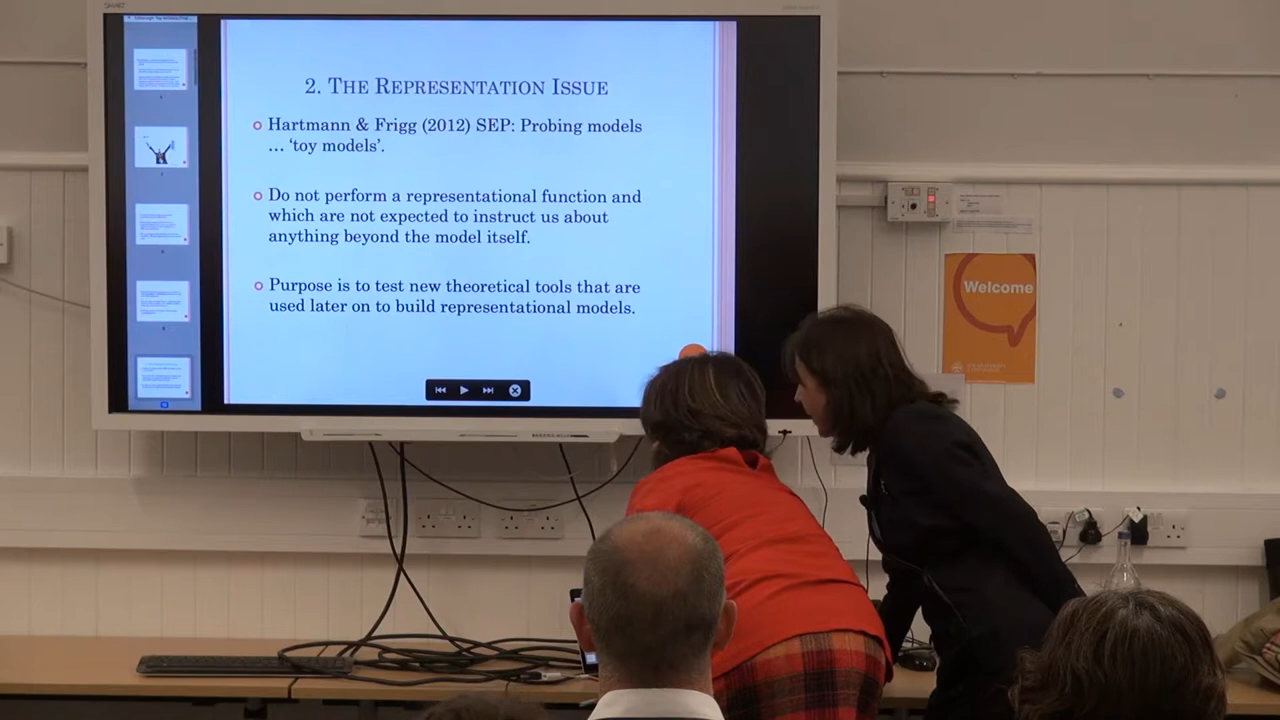 SMART
2. THE REPRESENTATION ISSUE
Hartmann & Frigg (2012) SEP: Probing models
… ‘toy models’.
Do not perform a representational function and
which are not expected to instruct us about
anything beyond the model itself.
Purpose is to test new theoretical tools that are
used later on to build representational models.
Welcome